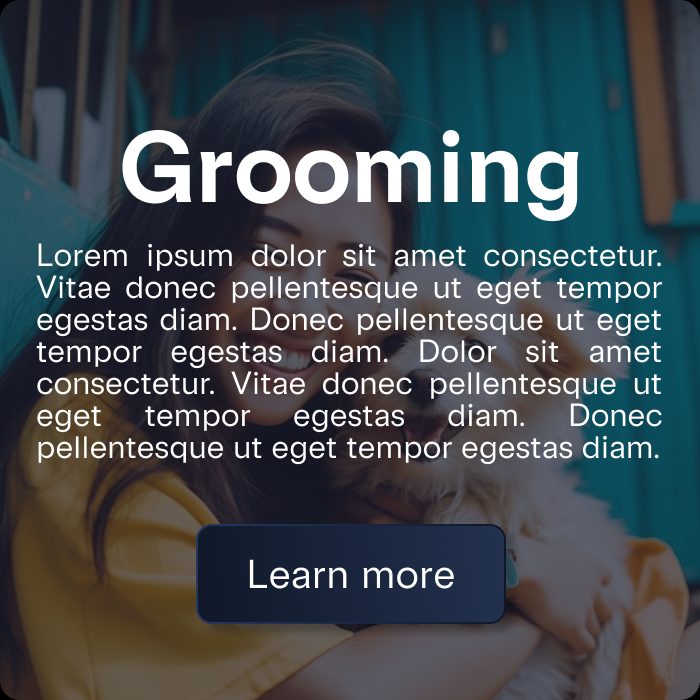 Grooming
Lorem ipsum dolor sit amet consectetur.
Vitae donec pellentesque ut eget tempor
egestas diam. Donec pellentesque ut eget
tempor egestas diam. Dolor sit amet
consectetur. Vitae donec pellentesque ut
eget tempor egestas diam. Donec
pellentesque ut eget tempor egestas diam.
Learn more